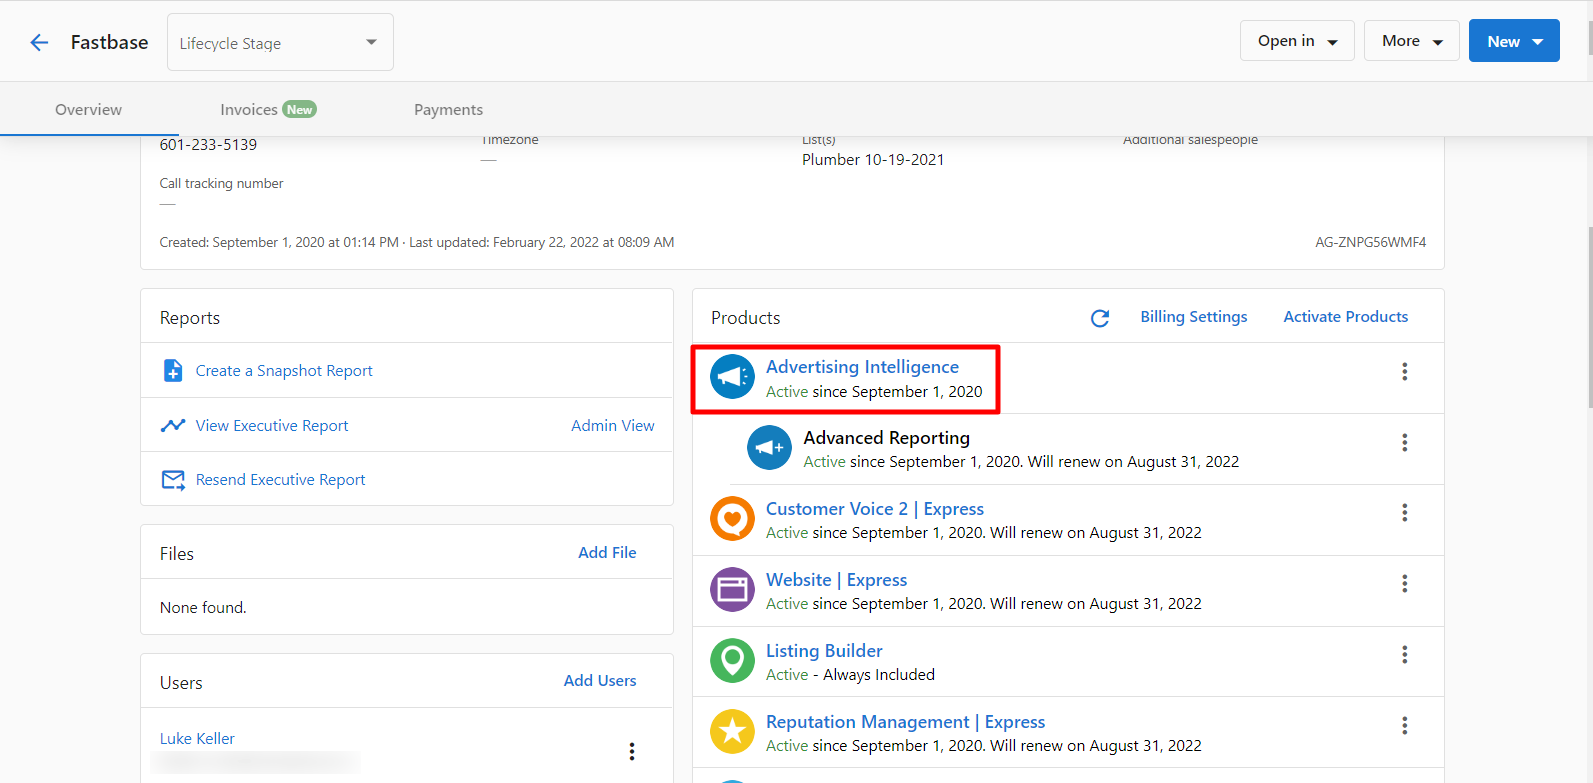 Fastbase
Lifecycle Stage
Open in
More
New
Overview
Invoices New
Payments
601-233-5139
Timezone
—
List(s)
Plumber 10-19-2021
Additional salespeople
Call tracking number
—
Created: September 1, 2020 at 01:14 PM · Last updated: February 22, 2022 at 08:09 AM
AG-ZNPG56WMF4
Reports
Create a Snapshot Report
View Executive Report
Admin View
Resend Executive Report
Files
Add File
None found.
Users
Add Users
Luke Keller
Products
Billing Settings
Activate Products
Advertising Intelligence
Active since September 1, 2020
Advanced Reporting
Active since September 1, 2020. Will renew on August 31, 2022
Customer Voice 2 | Express
Active since September 1, 2020. Will renew on August 31, 2022
Website | Express
Active since September 1, 2020. Will renew on August 31, 2022
Listing Builder
Active - Always Included
Reputation Management | Express
Active since September 1, 2020. Will renew on August 31, 2022